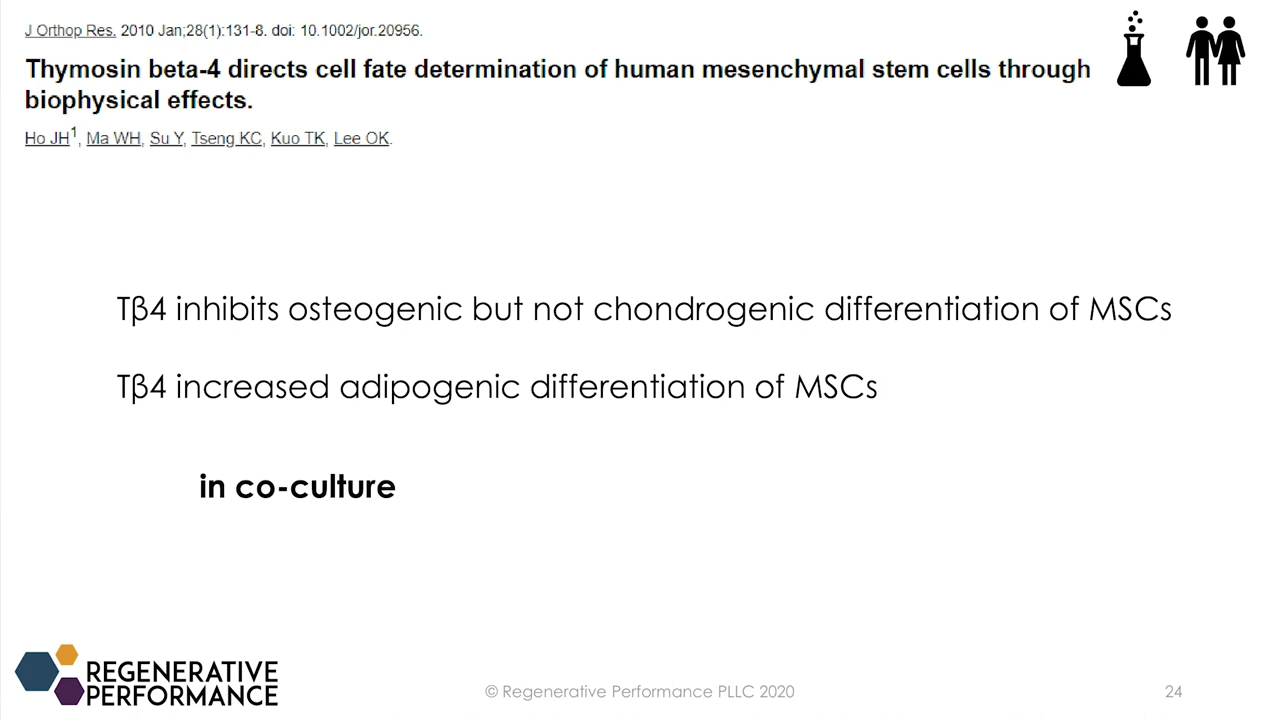 J Orthop Res. 2010 Jan;28(1):131-8. doi: 10.1002/jor.20956.
Thymosin beta-4 directs cell fate determination of human mesenchymal stem cells through
biophysical effects.
Ho JH1, Ma WH, Su Y, Tseng KC, Kuo TK, Lee OK.
Tβ4 inhibits osteogenic but not chondrogenic differentiation of MSCs
Tβ4 increased adipogenic differentiation of MSCs
in co-culture
REGENERATIVE
PERFORMANCE
© Regenerative Performance PLLC 2020
24